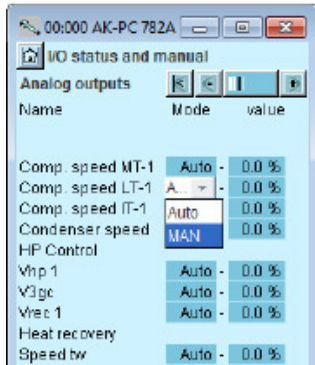 00:000 AK-PC 782A
I/O status and manual
Analog outputs
Name Mode value
Comp. speed MT-1 Auto - 0.0 %
Comp. speed LT-1 A... - 0.0 %
Comp. speed IT-1 Auto 0.0 %
Condenser speed MAN 0.0 %
HP Control
Vhp 1 Auto - 0.0 %
V3gc Auto - 0.0 %
Vrec 1 Auto - 0.0 %
Heat recovery
Speed tw Auto - 0.0 %